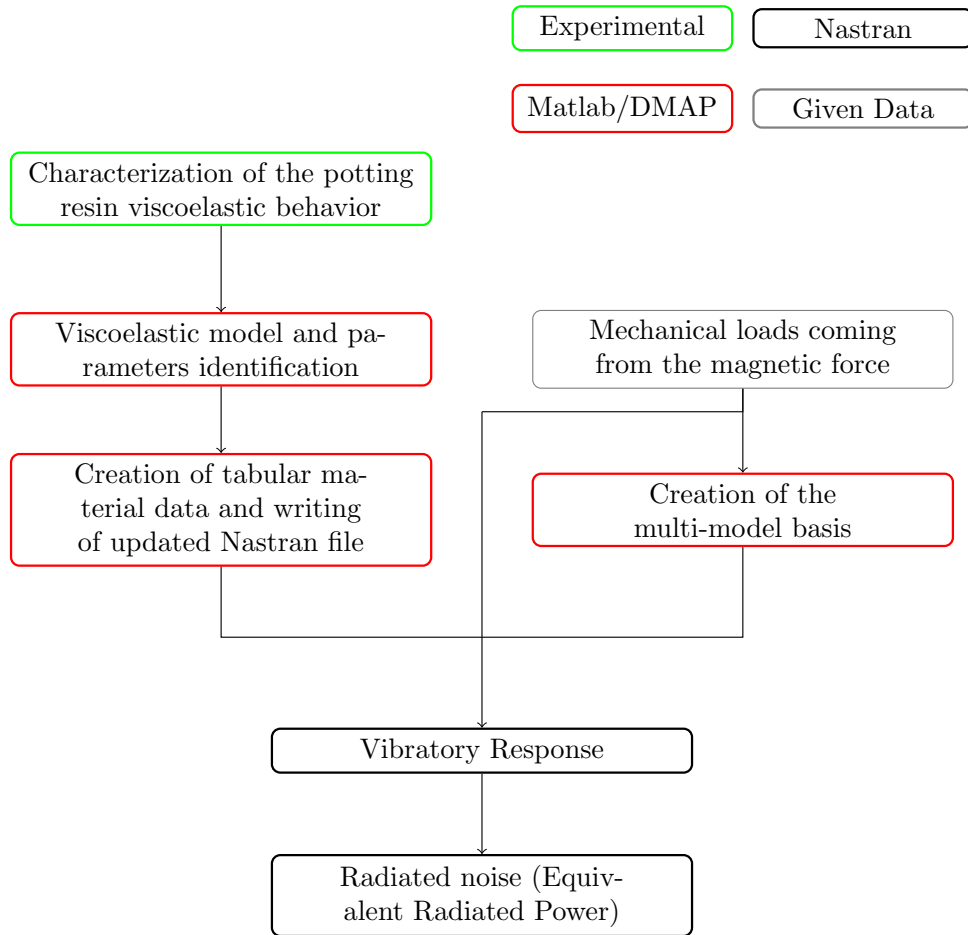 Experimental
Nastran
Matlab/DMAP
Given Data
Characterization of the potting
resin viscoelastic behavior
Viscoelastic model and pa-
rameters identification
Mechanical loads coming
from the magnetic force
Creation of tabular ma-
terial data and writing
of updated Nastran file
Creation of the
multi-model basis
Vibratory Response
Radiated noise (Equiv-
alent Radiated Power)